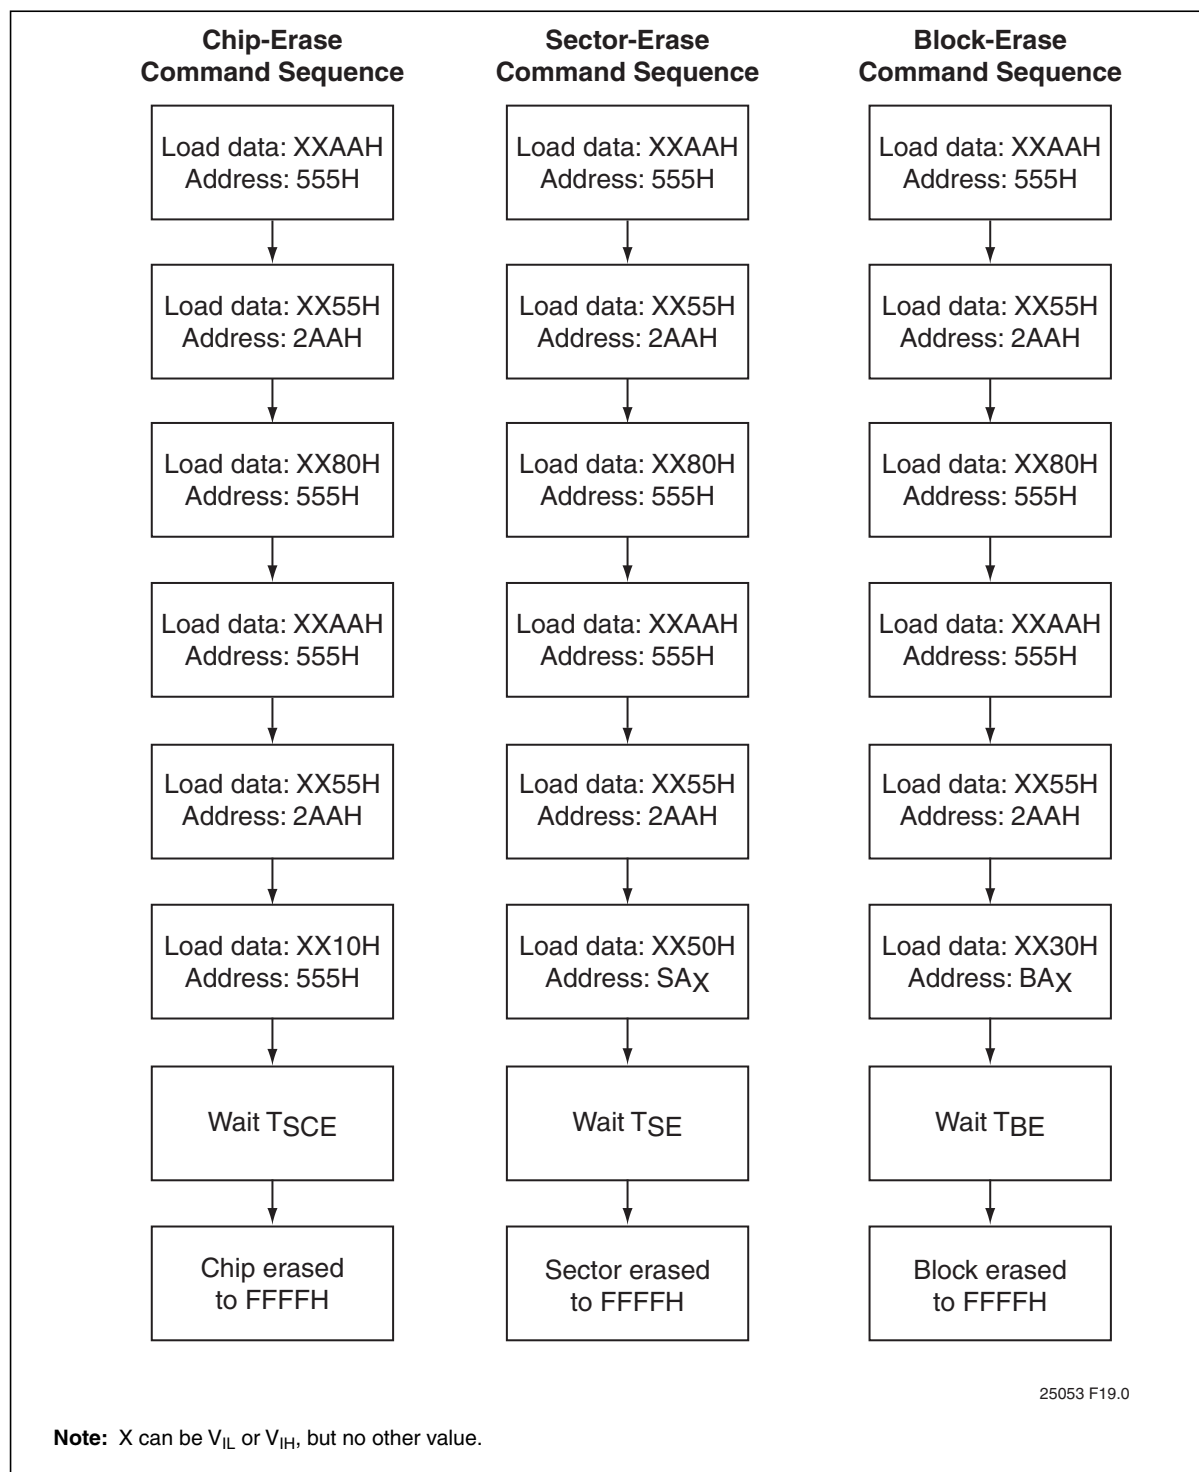 Chip-Erase
Command Sequence
Load data: XXAAH
Address: 555H
Load data: XX55H
Address: 2AAH
Load data: XX80H
Address: 555H
Load data: XXAAH
Address: 555H
Load data: XX55H
Address: 2AAH
Load data: XX10H
Address: 555H
Wait TSCE
Chip erased
to FFFFH
Sector-Erase
Command Sequence
Load data: XXAAH
Address: 555H
Load data: XX55H
Address: 2AAH
Load data: XX80H
Address: 555H
Load data: XXAAH
Address: 555H
Load data: XX55H
Address: 2AAH
Load data: XX50H
Address: SAX
Wait TSE
Sector erased
to FFFFH
Block-Erase
Command Sequence
Load data: XXAAH
Address: 555H
Load data: XX55H
Address: 2AAH
Load data: XX80H
Address: 555H
Load data: XXAAH
Address: 555H
Load data: XX55H
Address: 2AAH
Load data: XX30H
Address: BAX
Wait TBE
Block erased
to FFFFH
25053 F19.0
Note: X can be VIL or VIH, but no other value.